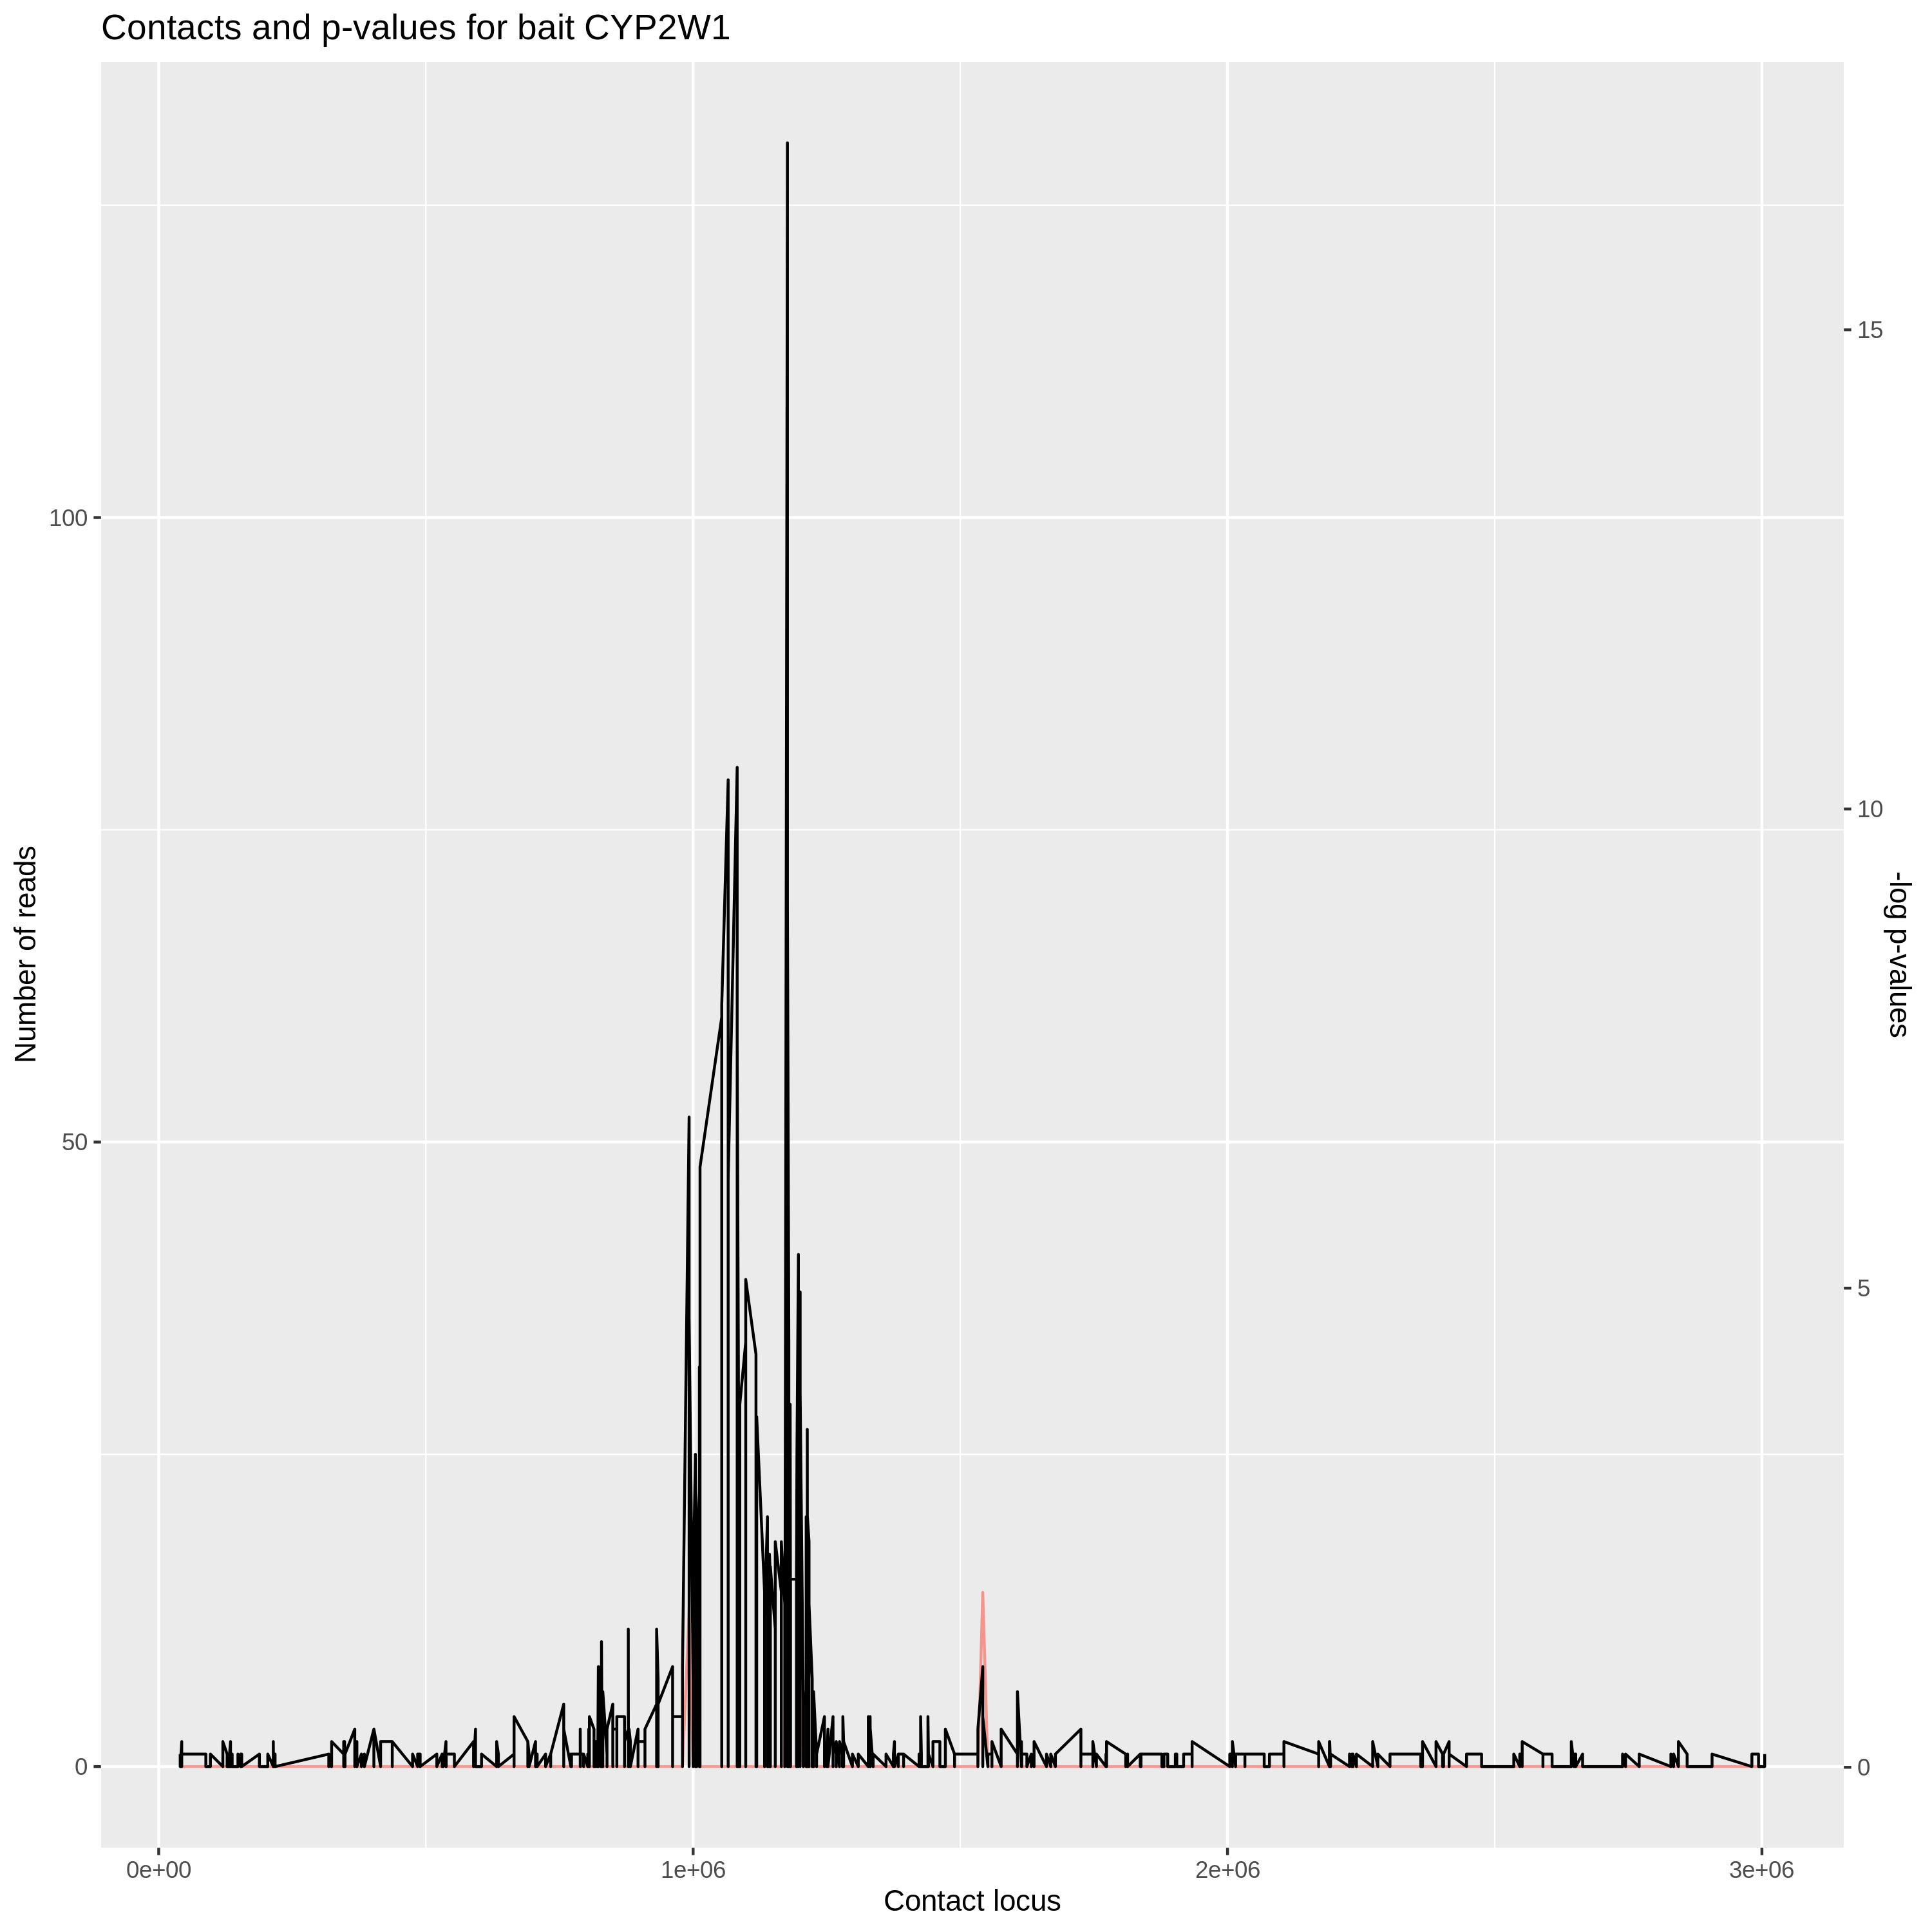 Contacts and p-values for bait CYP2W1
Number of reads
100
50
0
15
10
5
0
-log p-values
0e+00 1e+06 2e+06 3e+06
Contact locus